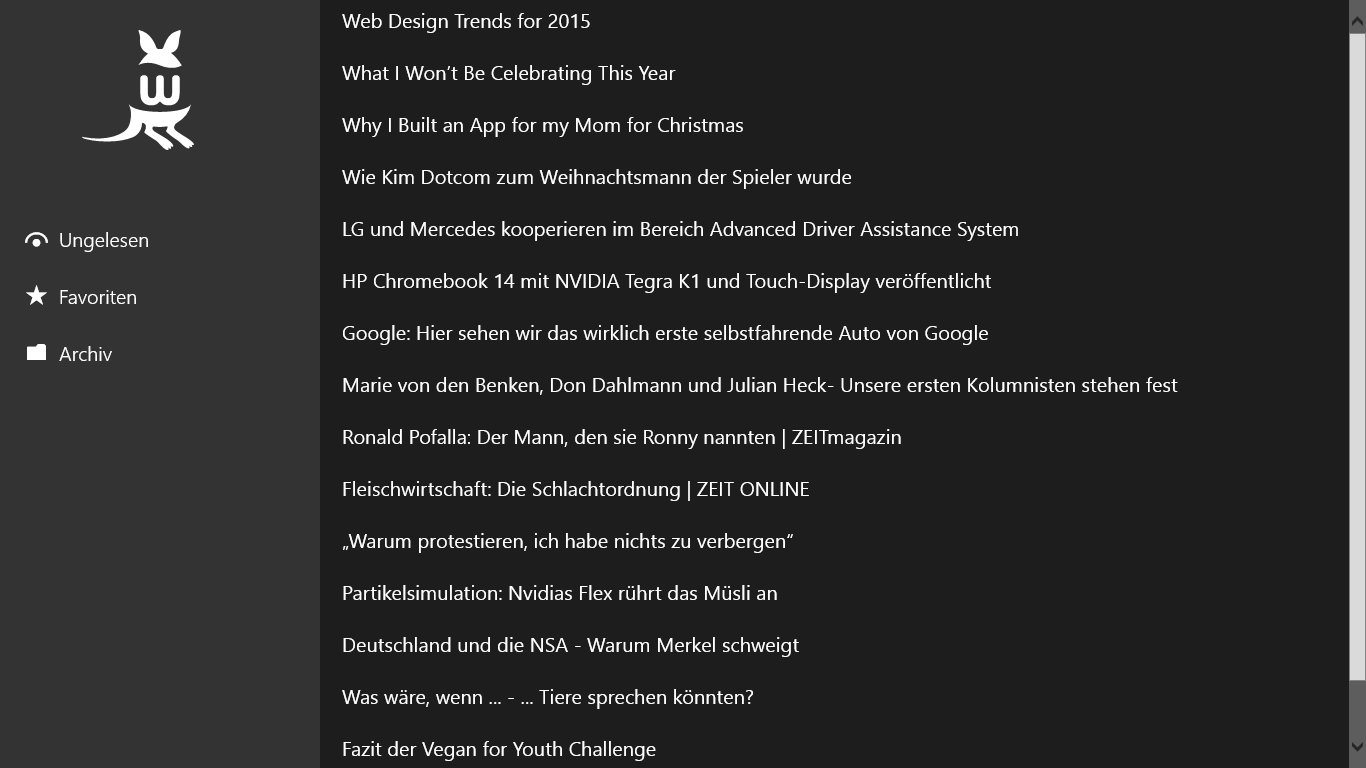 w
Ungelesen
Favoriten
Archiv
Web Design Trends for 2015
What I Won’t Be Celebrating This Year
Why I Built an App for my Mom for Christmas
Wie Kim Dotcom zum Weihnachtsmann der Spieler wurde
LG und Mercedes kooperieren im Bereich Advanced Driver Assistance System
HP Chromebook 14 mit NVIDIA Tegra K1 und Touch-Display veröffentlicht
Google: Hier sehen wir das wirklich erste selbstfahrende Auto von Google
Marie von den Benken, Don Dahlmann und Julian Heck- Unsere ersten Kolumnisten stehen fest
Ronald Pofalla: Der Mann, den sie Ronny nannten | ZEITmagazin
Fleischwirtschaft: Die Schlachtordnung | ZEIT ONLINE
„Warum protestieren, ich habe nichts zu verbergen“
Partikelsimulation: Nvidias Flex rührt das Müsli an
Deutschland und die NSA - Warum Merkel schweigt
Was wäre, wenn ... - ... Tiere sprechen könnten?
Fazit der Vegan for Youth Challenge